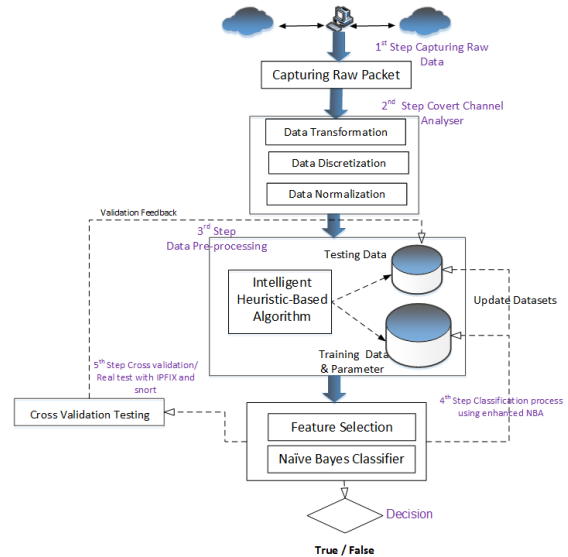 1st Step Capturing Raw
Data
Capturing Raw Packet
2nd Step Covert Channel
Analyser
Data Transformation
Data Discretization
Data Normalization
Validation Feedback
3rd Step
Data Pre-processing
Testing Data
Intelligent
Heuristic-Based
Algorithm
Update Datasets
Training Data
& Parameter
5th Step Cross validation/
Real test with IPFIX and
snort
4th Step Classification process
using enhanced NBA
Cross Validation Testing
Feature Selection
Naïve Bayes Classifier
Decision
True / False